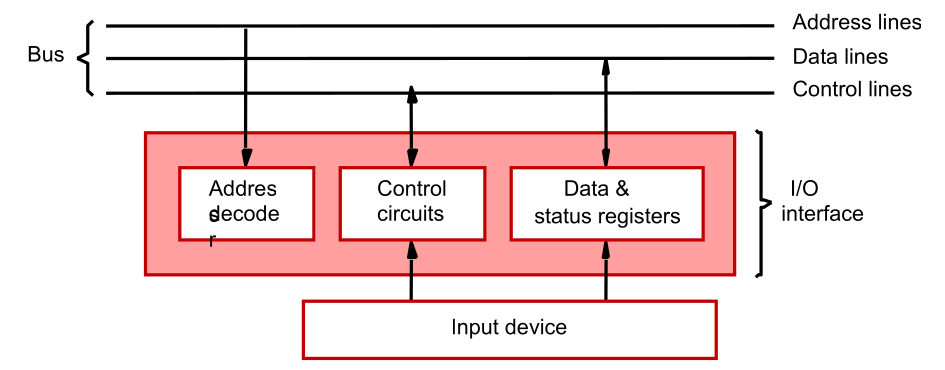 Address lines
Bus
Data lines
Control lines
Addres
s
decode
r
Control
circuits
Data &
status registers
I/O
interface
Input device